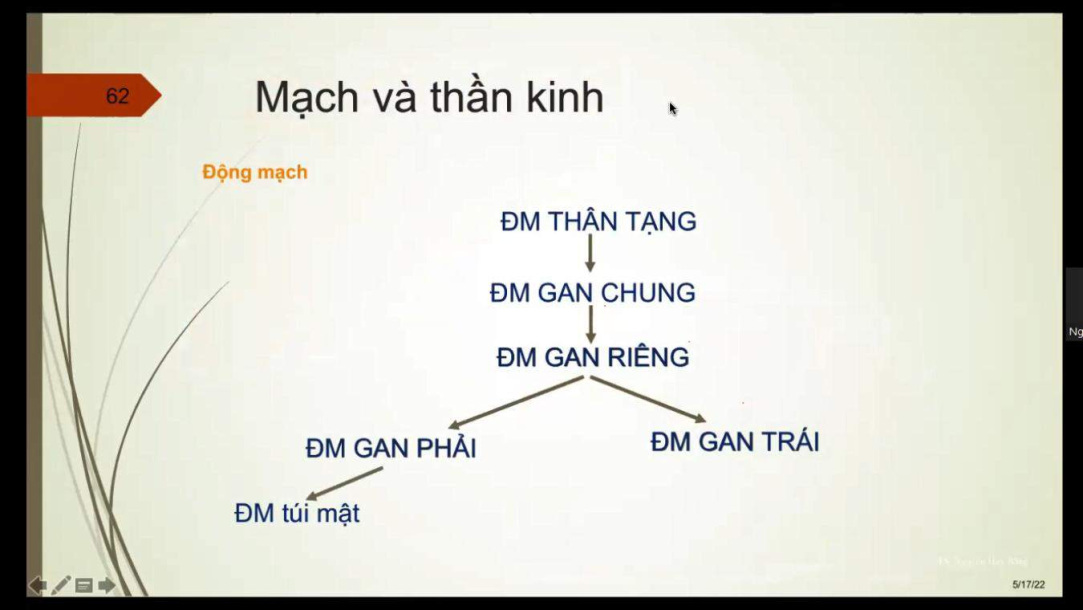 62
Mạch và thần kinh
Động mạch
ĐM THÂN TẠNG
ĐM GAN CHUNG
ĐM GAN RIÊNG
ĐM GAN PHẢI
ĐM GAN TRÁI
ĐM túi mật
Ng
5/17/22